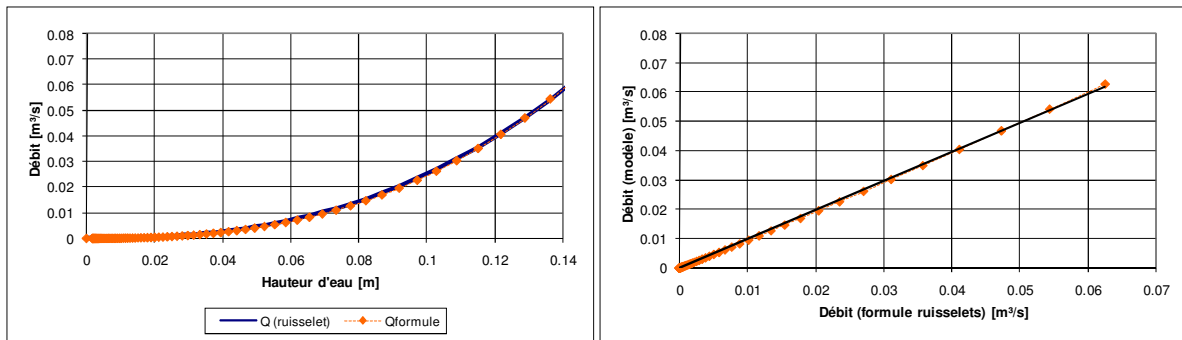 0.08
0.07
0.06
0.05
0.04
0.03
0.02
0.01
0
Débit [m³/s]
0 0.02 0.04 0.06 0.08 0.1 0.12 0.14
Hauteur d'eau [m]
Q (ruisselet) Qformule
0.08
0.07
0.06
0.05
0.04
0.03
0.02
0.01
0
Débit (modèle) [m³/s]
0 0.01 0.02 0.03 0.04 0.05 0.06 0.07
Débit (formule ruisselets) [m³/s]